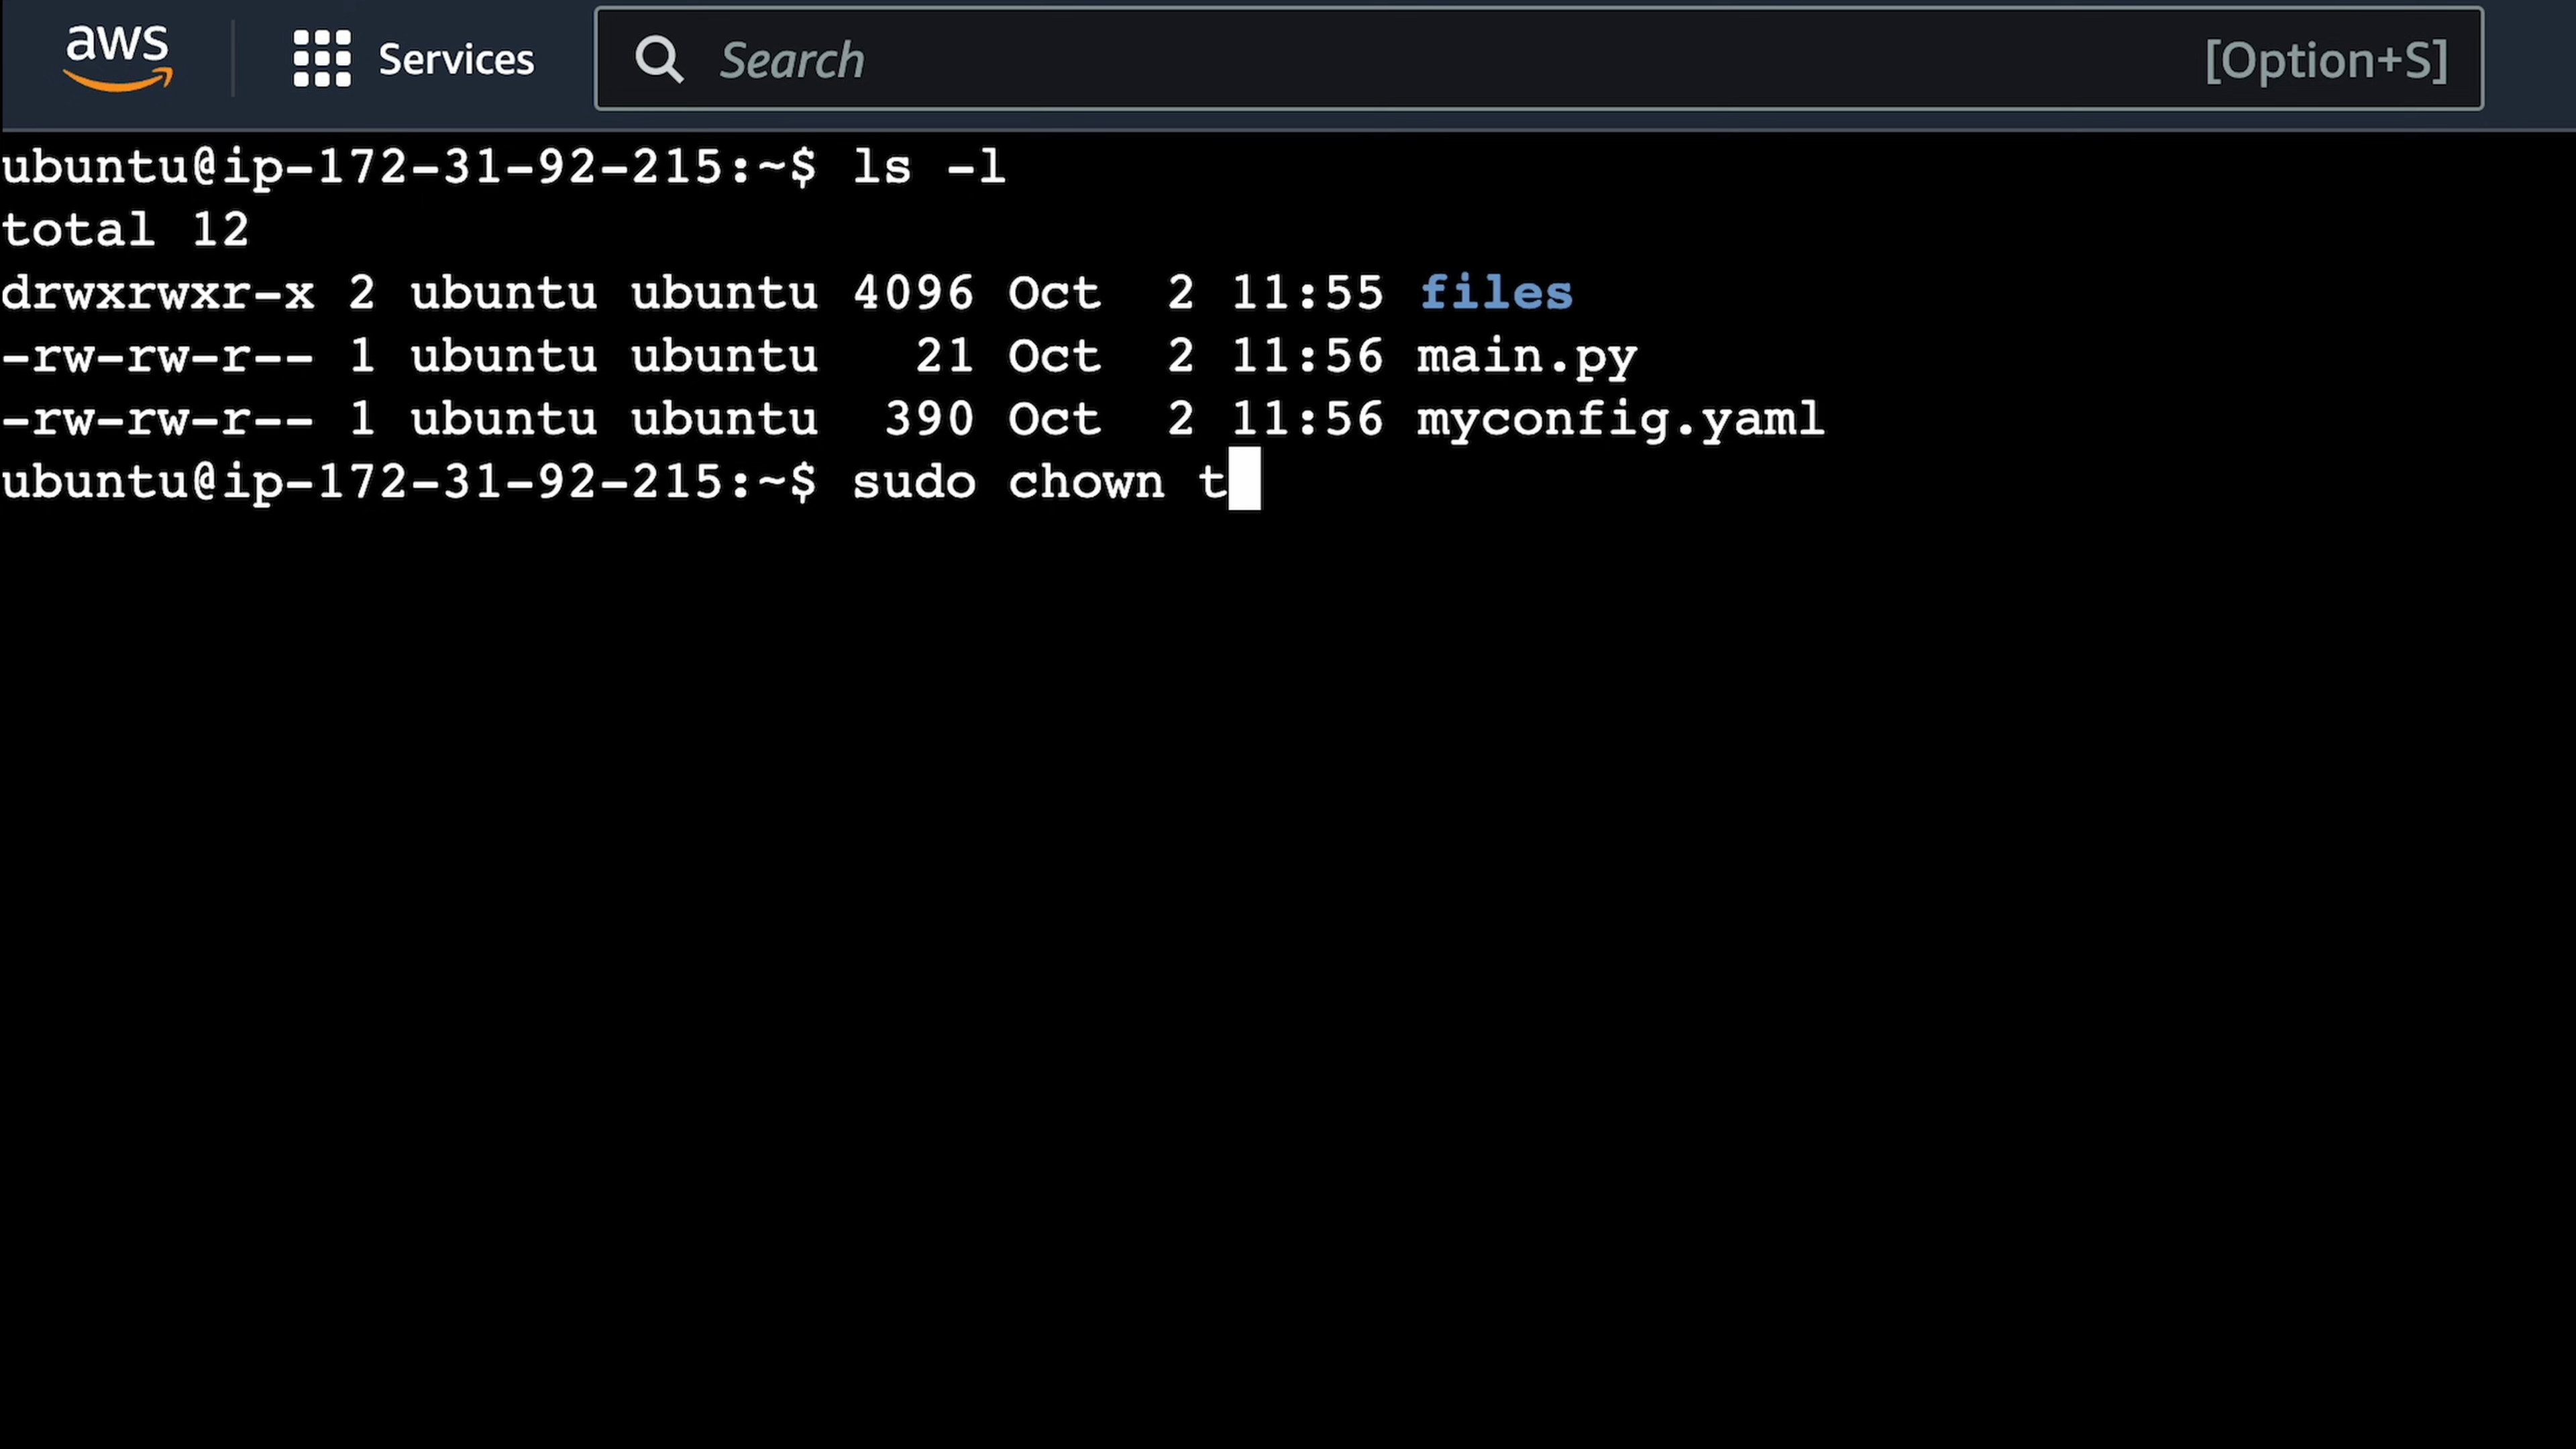 aws Services Search [Option+S]
ubuntu@ip-172-31-92-215:~$ ls -l
total 12
drwxrwxr-x 2 ubuntu ubuntu 4096 Oct  2 11:55 files
-rw-rw-r-- 1 ubuntu ubuntu   21 Oct  2 11:56 main.py
-rw-rw-r-- 1 ubuntu ubuntu  390 Oct  2 11:56 myconfig.yaml
ubuntu@ip-172-31-92-215:~$ sudo chown t